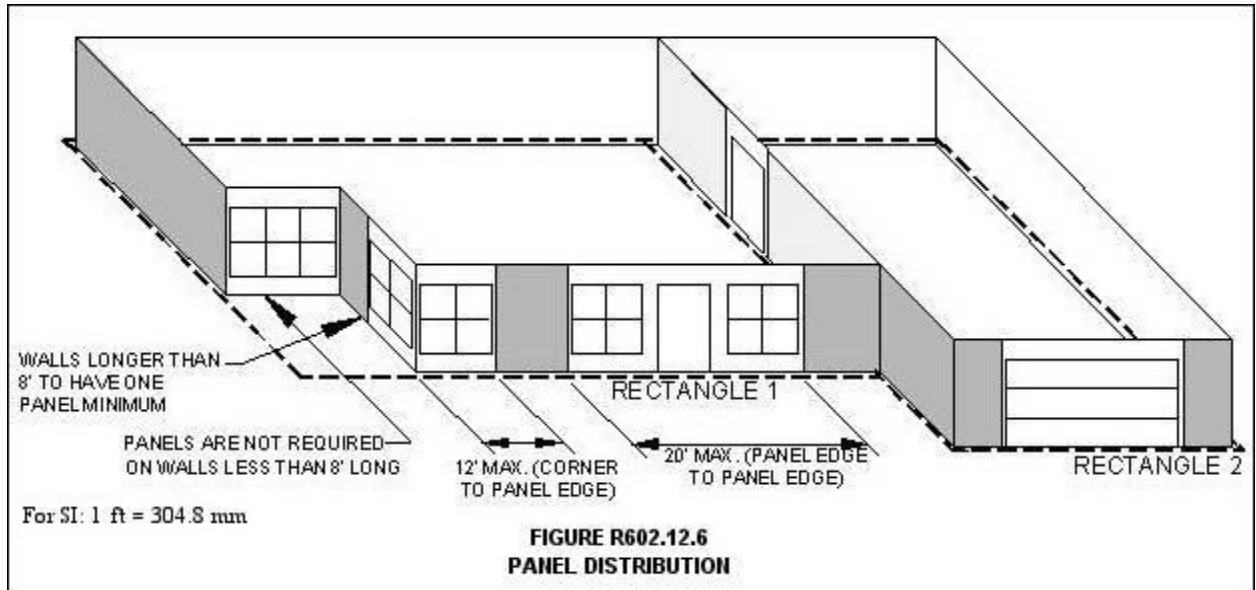 WALLS LONGER THAN
8' TO HAVE ONE
PANEL MINIMUM
PANELS ARE NOT REQUIRED
ON WALLS LESS THAN 8' LONG
12' MAX. (CORNER
TO PANEL EDGE)
RECTANGLE 1
20' MAX. (PANEL EDGE
TO PANEL EDGE)
RECTANGLE 2
For SI: 1 ft = 304.8 mm
FIGURE R602.12.6
PANEL DISTRIBUTION